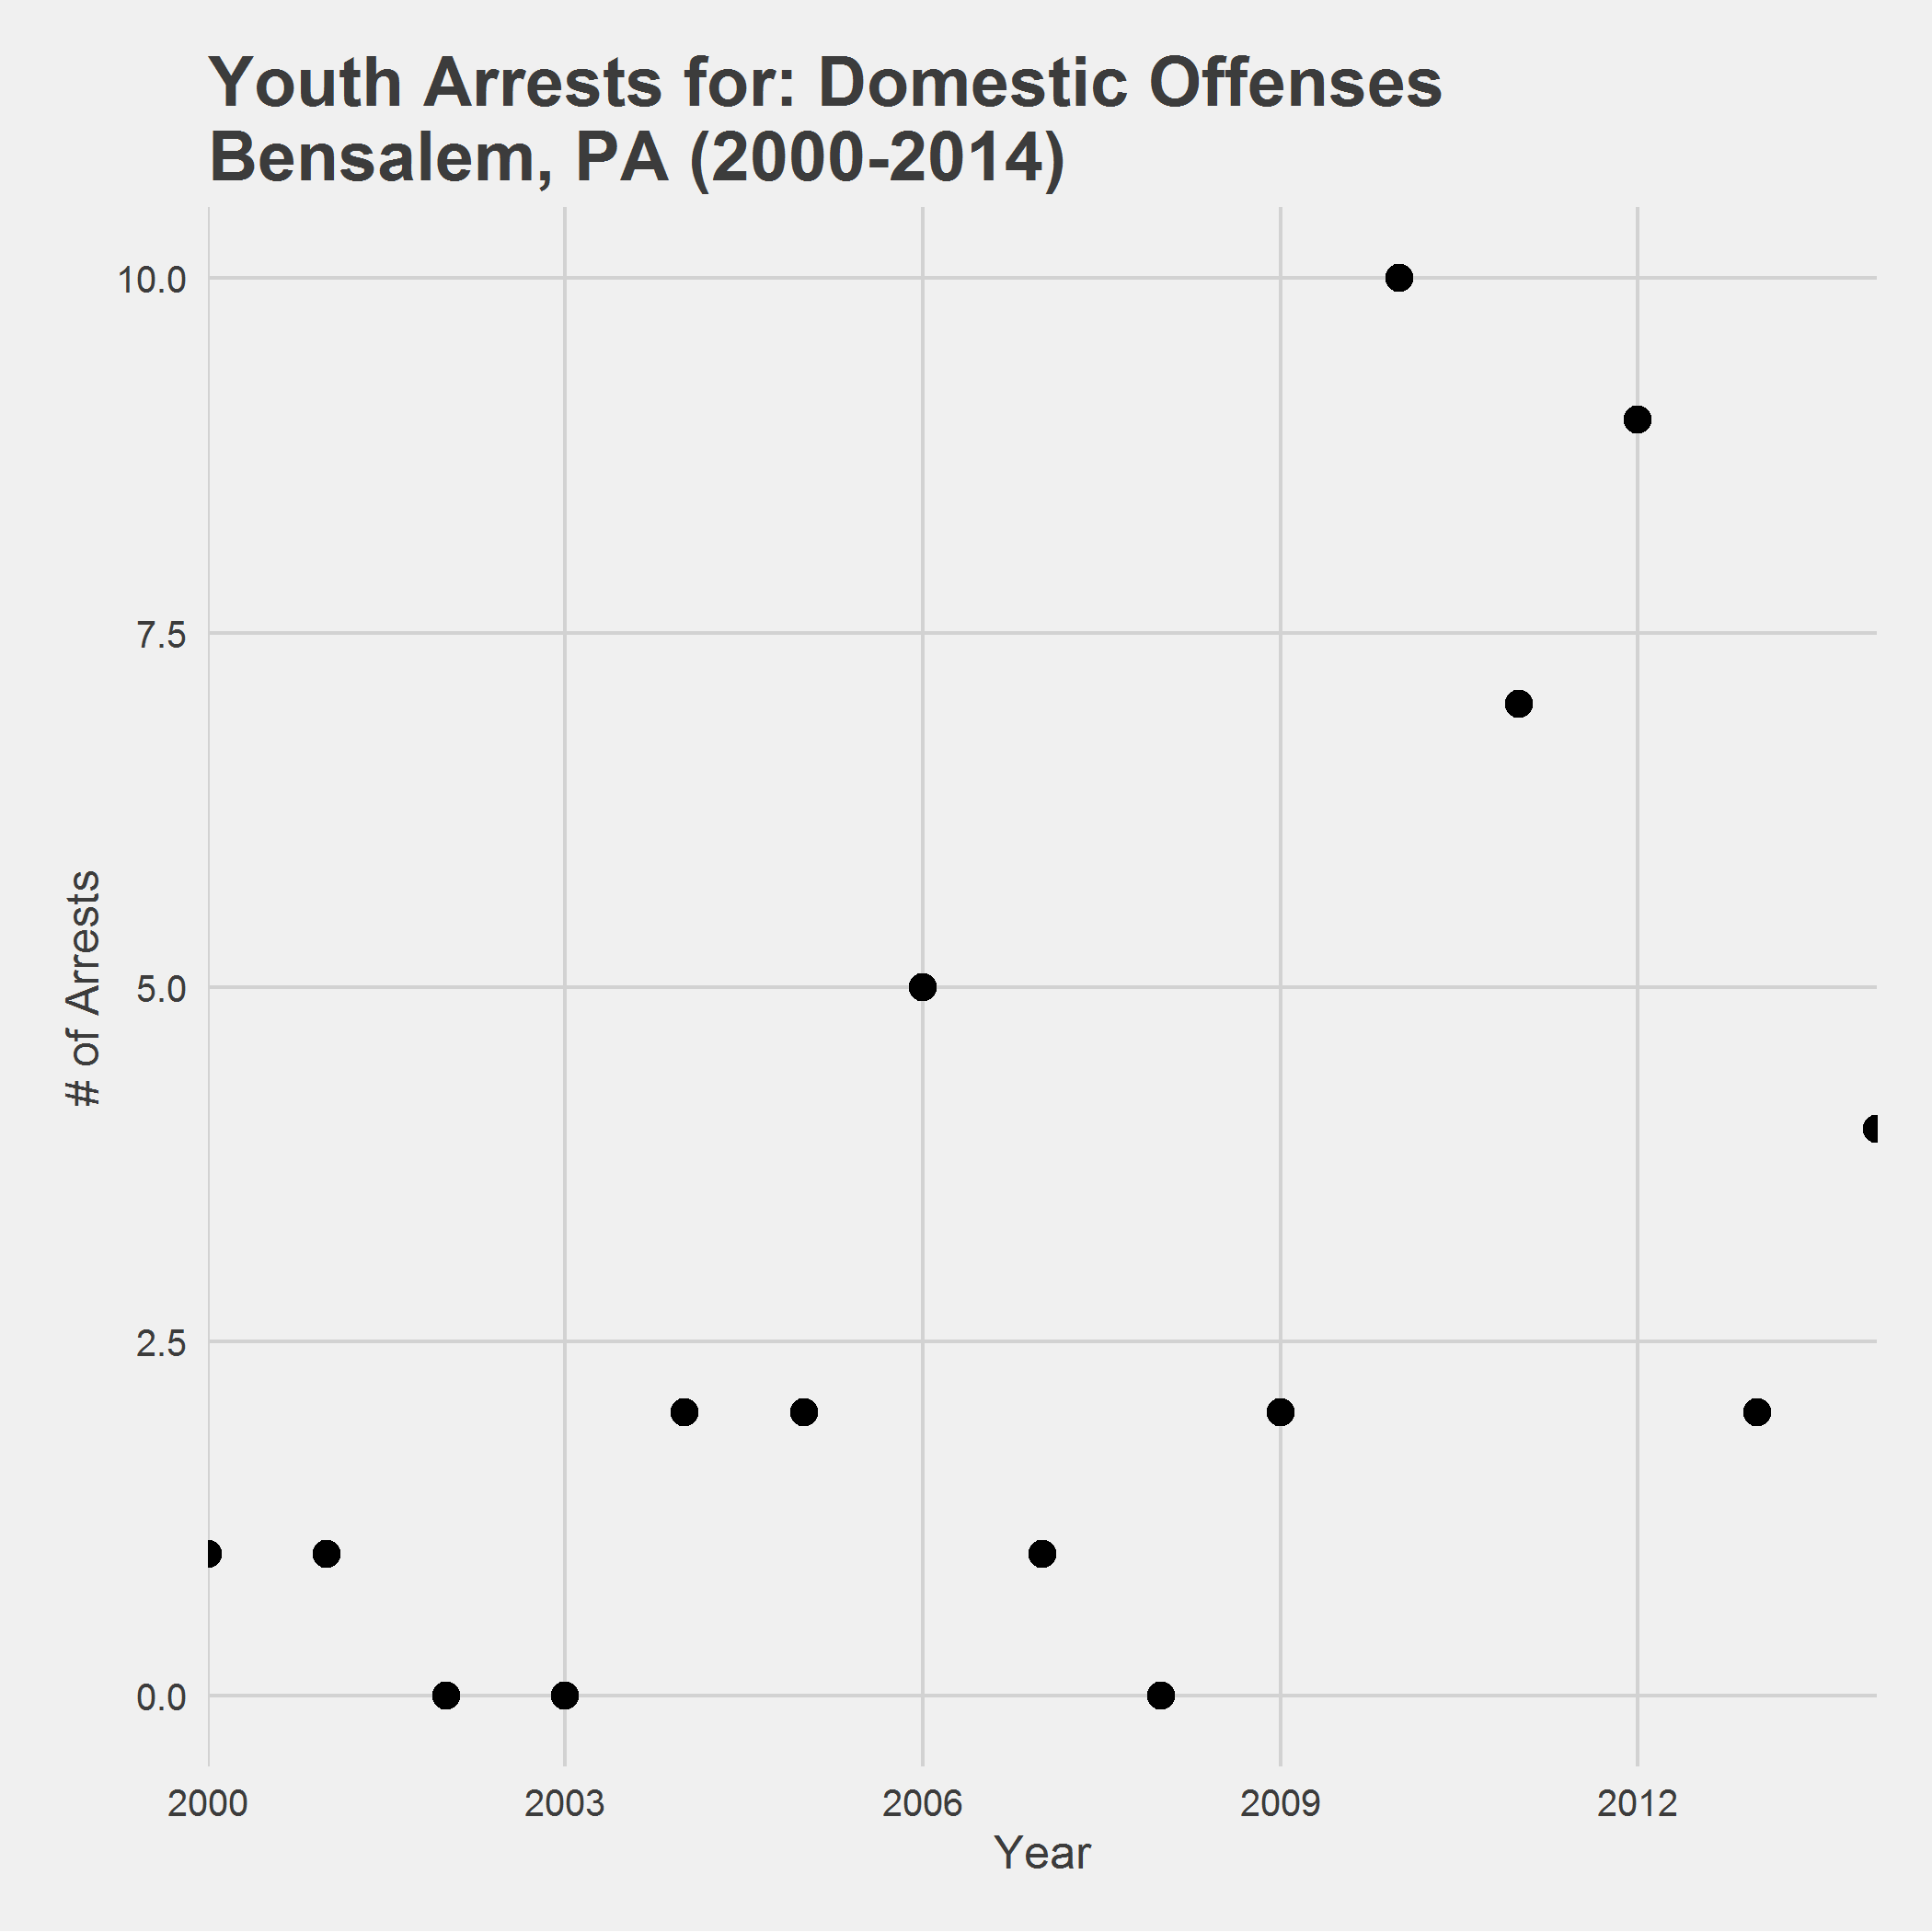 Youth Arrests for: Domestic Offenses
Bensalem, PA (2000-2014)
10.0
7.5
5.0
2.5
0.0
# of Arrests
2000 2003 2006 2009 2012
Year